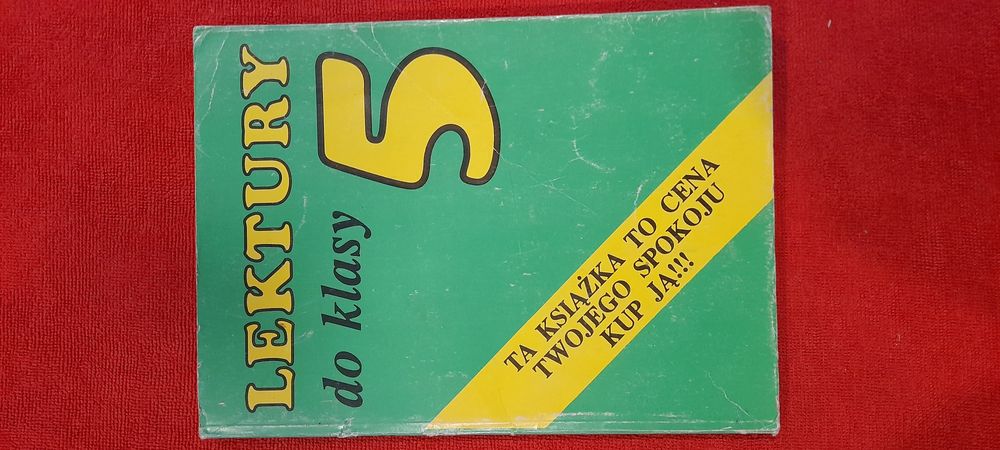 LEKTURY
do klasy 5
TA KSIĄŻKA TO CENA
TWOJEGO SPOKOJU
KUP JĄ!!!